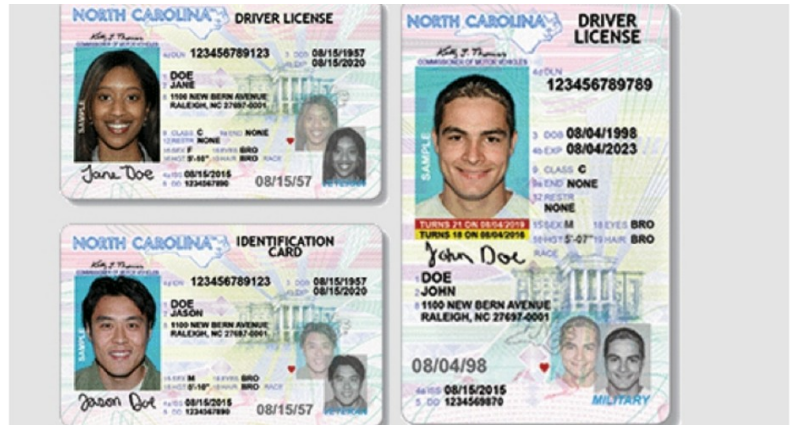 NORTH CAROLINA DRIVER LICENSE
COMMISSIONER OF MOTOR VEHICLES
4d DLN 123456789123 3 DOB 08/15/1957
4b EXP 08/15/2020
1 DOE
2 JANE
8 1100 NEW BERN AVENUE
RALEIGH, NC 27697-0001
SAMPLE
9 CLASS C 9a END NONE
12 RESTR NONE
15 SEX F 18 EYES BRO
16 HGT 5'-10" 19 HAIR BRO RACE
Jane Doe
4a ISS 08/15/2015
5 DD 1234567890
08/15/57
VETERAN
NORTH CAROLINA IDENTIFICATION
CARD
COMMISSIONER OF MOTOR VEHICLES
123456789123 3 DOB 08/15/1957
08/15/2020
1 DOE
2 JASON
8 1100 NEW BERN AVENUE
RALEIGH, NC 27697-0001
SAMPLE
15 SEX M 18 EYES BRO
16 HGT 5'-10" 19 HAIR BRO RACE
Jason Doe
4a ISS 08/15/2015
5 DD 1234567890
08/15/57
VETERAN
NORTH CAROLINA DRIVER
LICENSE
COMMISSIONER OF MOTOR VEHICLES
4d DLN
123456789789
3 DOB 08/04/1998
4b EXP 08/04/2023
SAMPLE
9 CLASS C
9a END NONE
12 RESTR
NONE
TURNS 21 ON 08/04/2019
TURNS 18 ON 08/04/2016
15 SEX M 18 EYES BRO
16 HGT 5'-07" 19 HAIR BRO
RACE
John Doe
1 DOE
2 JOHN
8 1100 NEW BERN AVENUE
RALEIGH, NC 27697-0001
08/04/98
4a ISS 08/15/2015
5 DD 1234569870
MILITARY